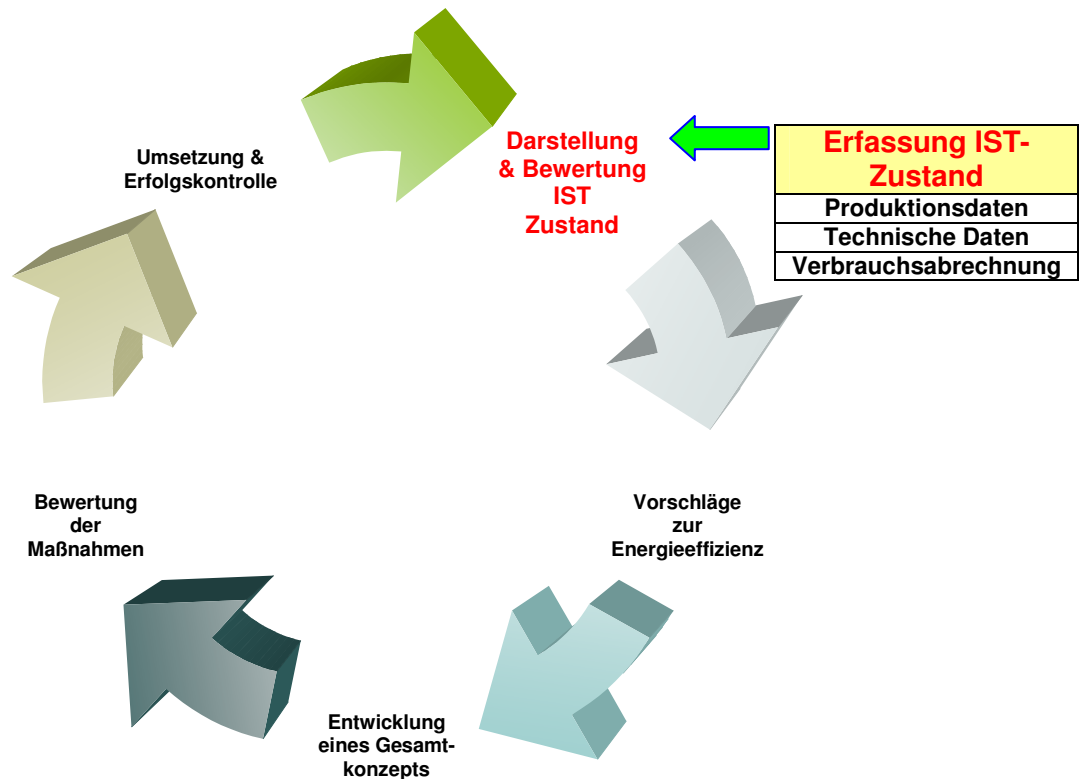 Darstellung
& Bewertung
IST
Zustand
Erfassung IST-
Zustand
Produktionsdaten
Technische Daten
Verbrauchsabrechnung
Umsetzung &
Erfolgskontrolle
Vorschläge
zur
Energieeffizienz
Bewertung
der
Maßnahmen
Entwicklung
eines Gesamt-
konzepts